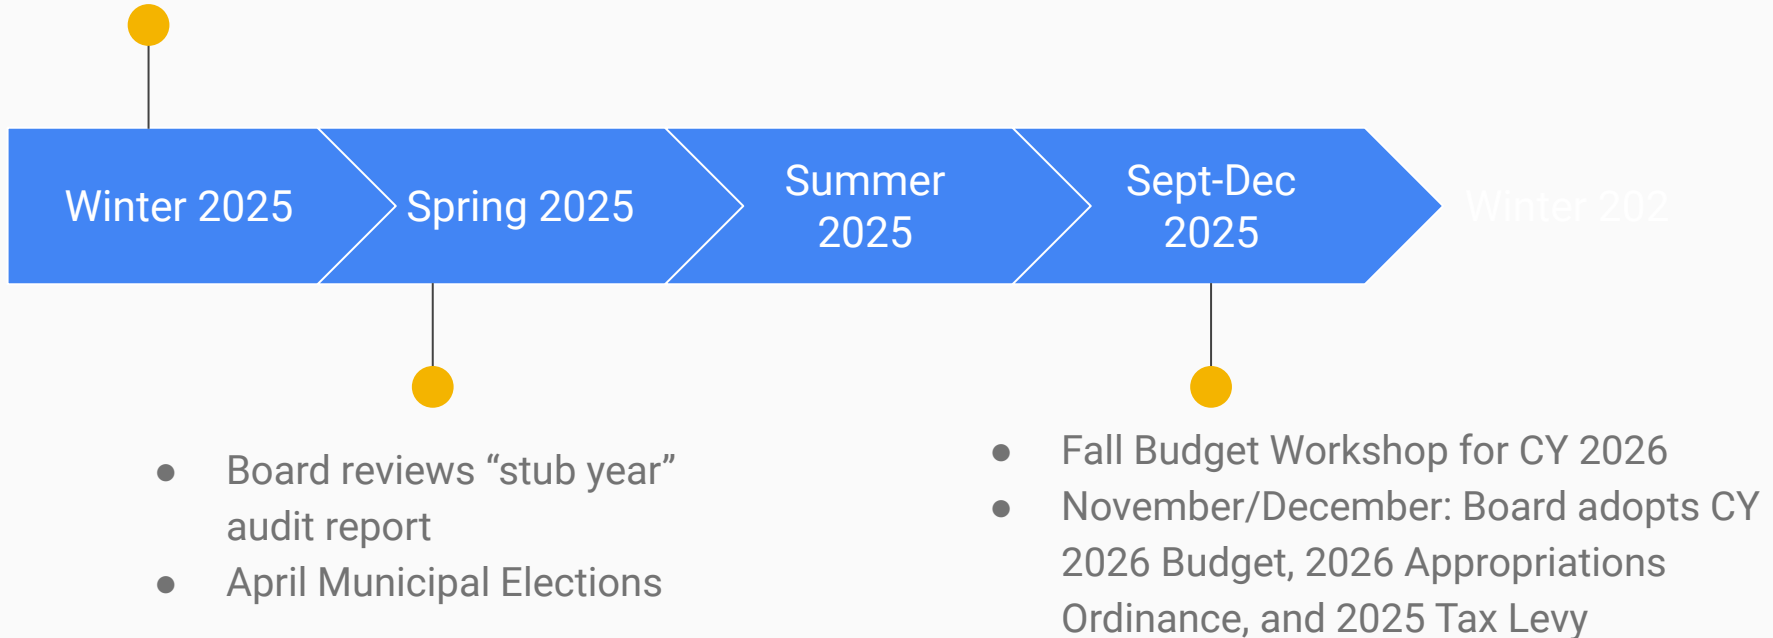 Winter 2025
Spring 2025
Summer
2025
Sept-Dec
2025
Winter 202
● Board reviews “stub year”
audit report
● April Municipal Elections
● Fall Budget Workshop for CY 2026
● November/December: Board adopts CY
2026 Budget, 2026 Appropriations
Ordinance, and 2025 Tax Levy